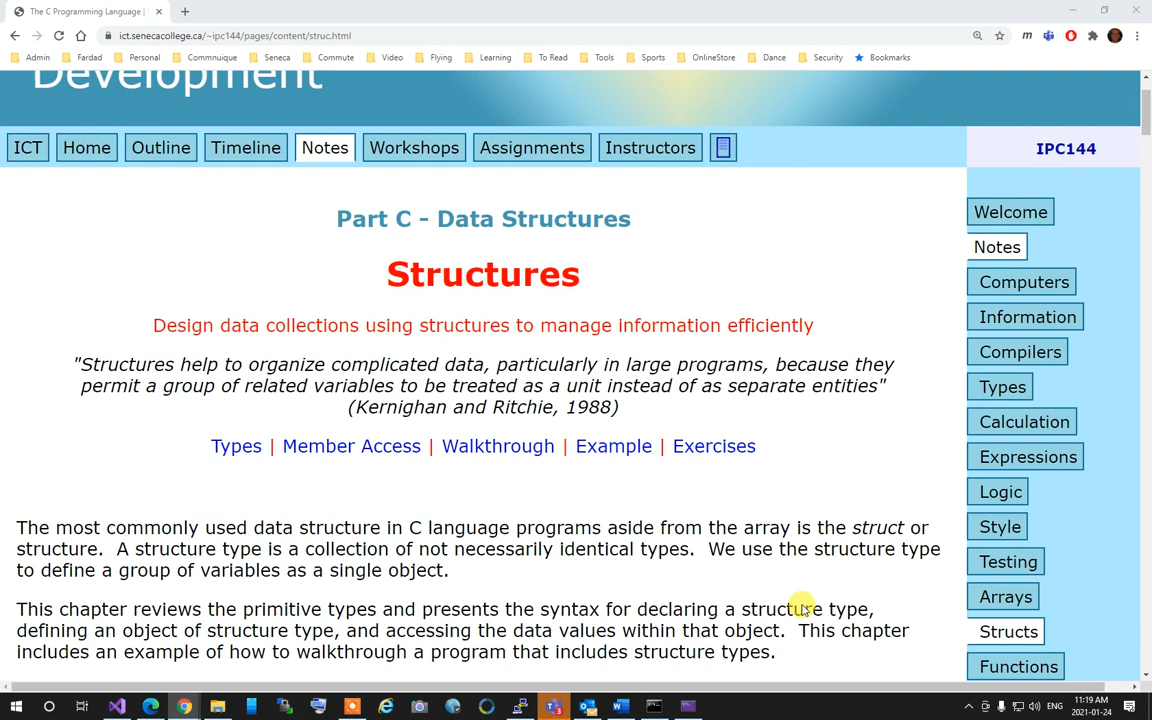 The C Programming Language |
ict.senecacollege.ca/~ipc144/pages/content/struc.html
Admin Fardad Personal Commnuique Seneca Commute Video Flying Learning To Read Tools Sports OnlineStore Dance Security Bookmarks
Development
ICT Home Outline Timeline Notes Workshops Assignments Instructors
IPC144
Part C - Data Structures
Structures
Design data collections using structures to manage information efficiently
"Structures help to organize complicated data, particularly in large programs, because they
permit a group of related variables to be treated as a unit instead of as separate entities"
(Kernighan and Ritchie, 1988)
Types | Member Access | Walkthrough | Example | Exercises
The most commonly used data structure in C language programs aside from the array is the struct or
structure.  A structure type is a collection of not necessarily identical types.  We use the structure type
to define a group of variables as a single object.
This chapter reviews the primitive types and presents the syntax for declaring a structure type,
defining an object of structure type, and accessing the data values within that object.  This chapter
includes an example of how to walkthrough a program that includes structure types.
Welcome
Notes
Computers
Information
Compilers
Types
Calculation
Expressions
Logic
Style
Testing
Arrays
Structs
Functions
ENG
11:19 AM
2021-01-24